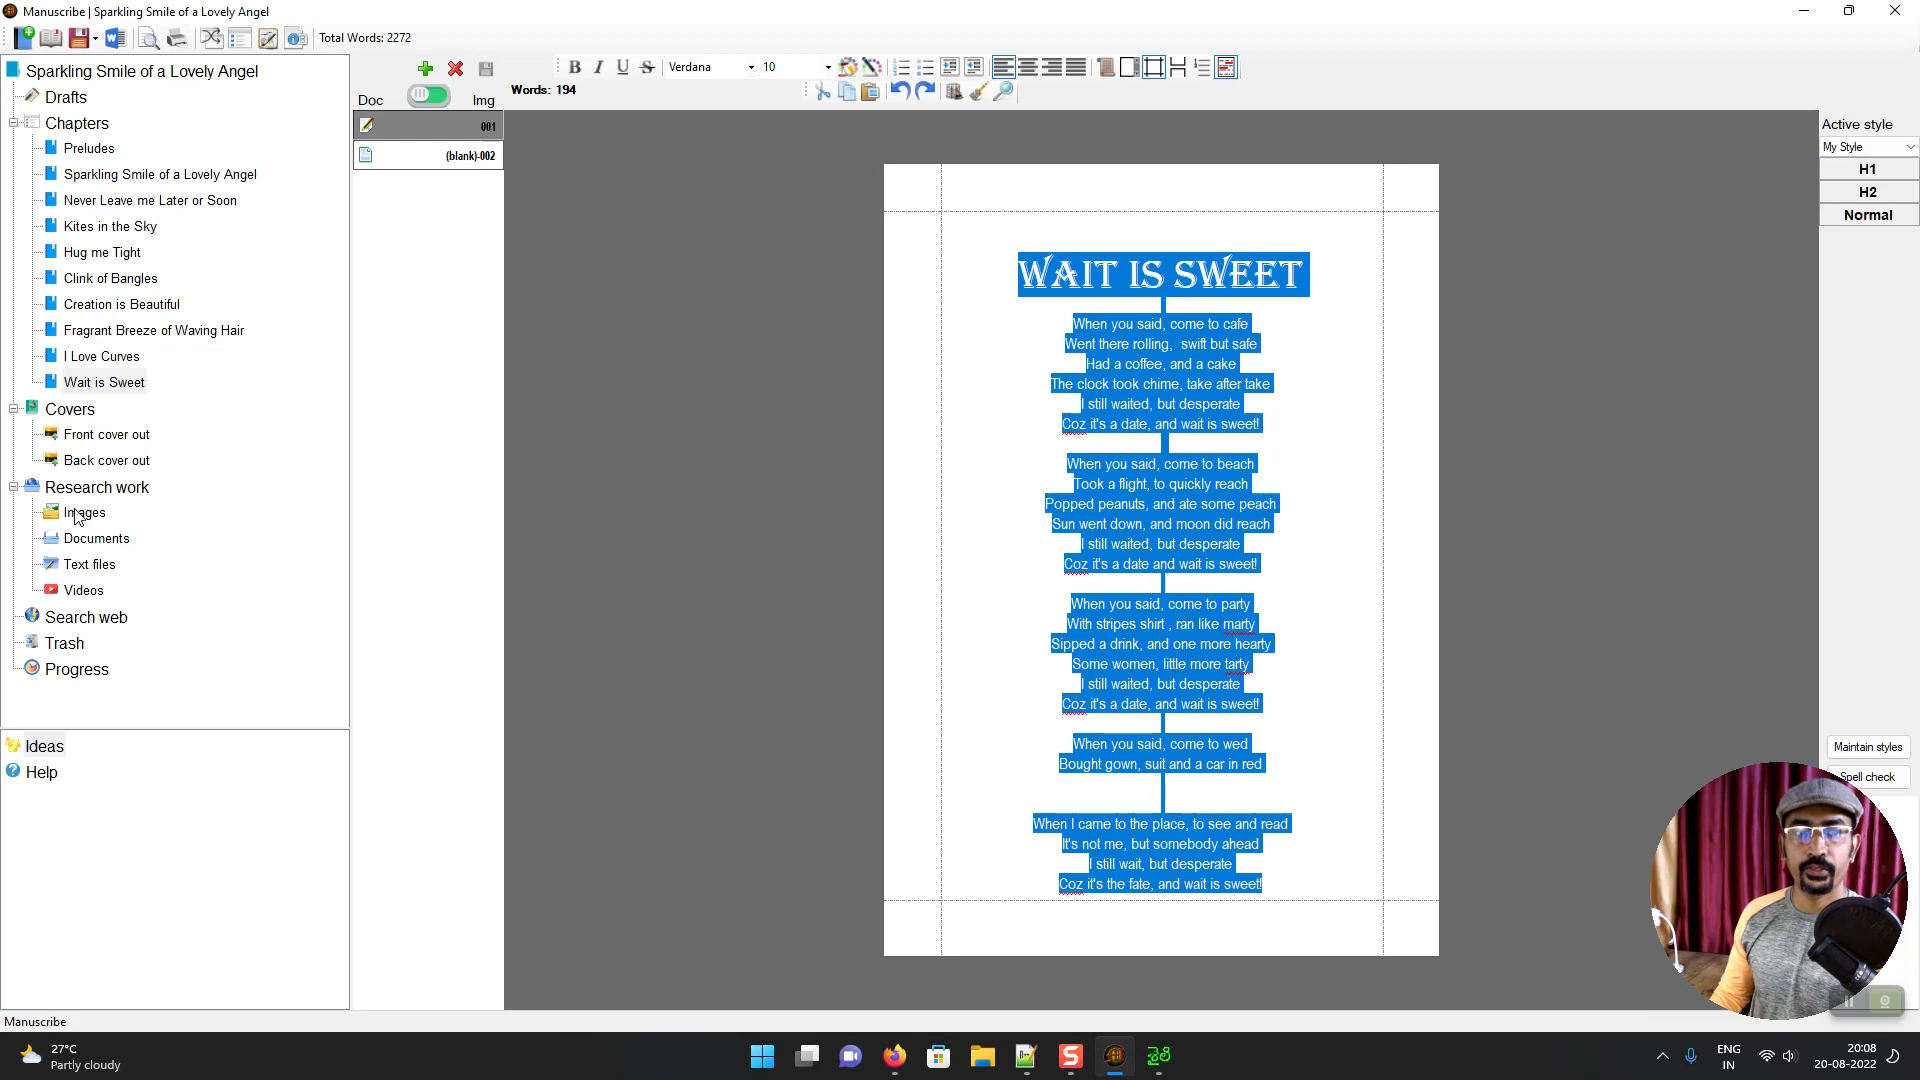 Manuscribe | Sparkling Smile of a Lovely Angel
Total Words: 2272
Sparkling Smile of a Lovely Angel
Drafts
Chapters
Preludes
Sparkling Smile of a Lovely Angel
Never Leave me Later or Soon
Kites in the Sky
Hug me Tight
Clink of Bangles
Creation is Beautiful
Fragrant Breeze of Waving Hair
I Love Curves
Wait is Sweet
Covers
Front cover out
Back cover out
Research work
Images
Documents
Text files
Videos
Search web
Trash
Progress
Ideas
Help
Doc Img
001
(blank)-002
Verdana 10
Words: 194
WAIT IS SWEET
When you said, come to cafe
Went there rolling,  swift but safe
Had a coffee, and a cake
The clock took chime, take after take
I still waited, but desperate
Coz it's a date, and wait is sweet!
When you said, come to beach
Took a flight, to quickly reach
Popped peanuts, and ate some peach
Sun went down, and moon did reach
I still waited, but desperate
Coz it's a date and wait is sweet!
When you said, come to party
With stripes shirt , ran like marty
Sipped a drink, and one more hearty
Some women, little more tarty
I still waited, but desperate
Coz it's a date, and wait is sweet!
When you said, come to wed
Bought gown, suit and a car in red
When I came to the place, to see and read
It's not me, but somebody ahead
I still wait, but desperate
Coz it's the fate, and wait is sweet!
Active style
My Style
H1
H2
Normal
Maintain styles
Spell check
Manuscribe
27°C
Partly cloudy
శైలి
ENG
IN
20:08
20-08-2022